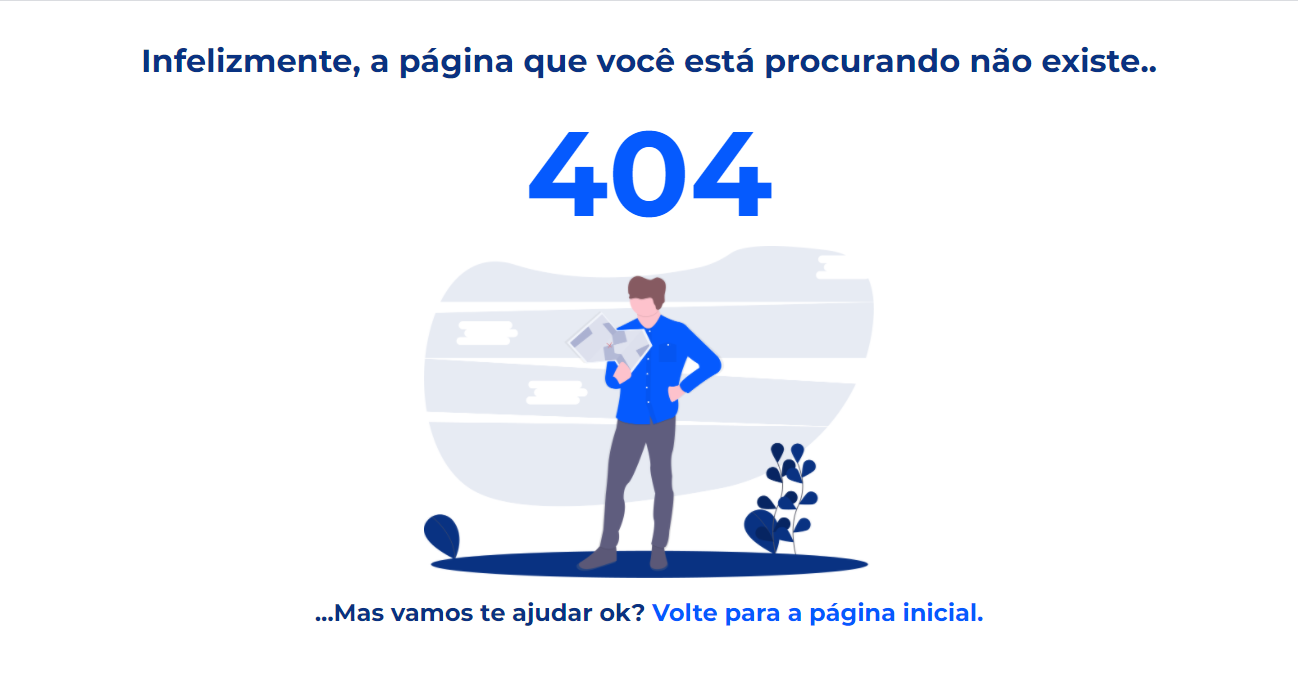 Infelizmente, a página que você está procurando não existe..
404
...Mas vamos te ajudar ok? Volte para a página inicial.